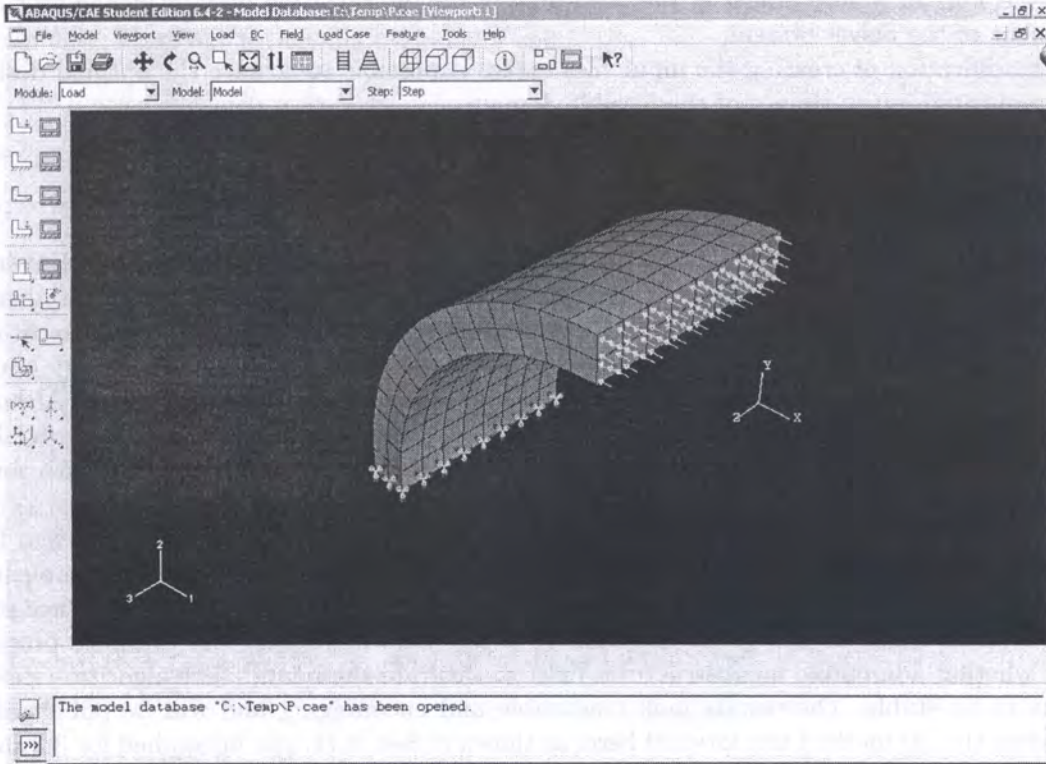 ABAQUS/CAE Student Edition 6.4-2 - Model Database: C:\Temp\P.cae [Viewport: 1]
File Model Viewport View Load BC Field Load Case Feature Tools Help
Module: Load Model: Model Step: Step
Y
Z X
2
3 1
The model database "C:\Temp\P.cae" has been opened.
>>>